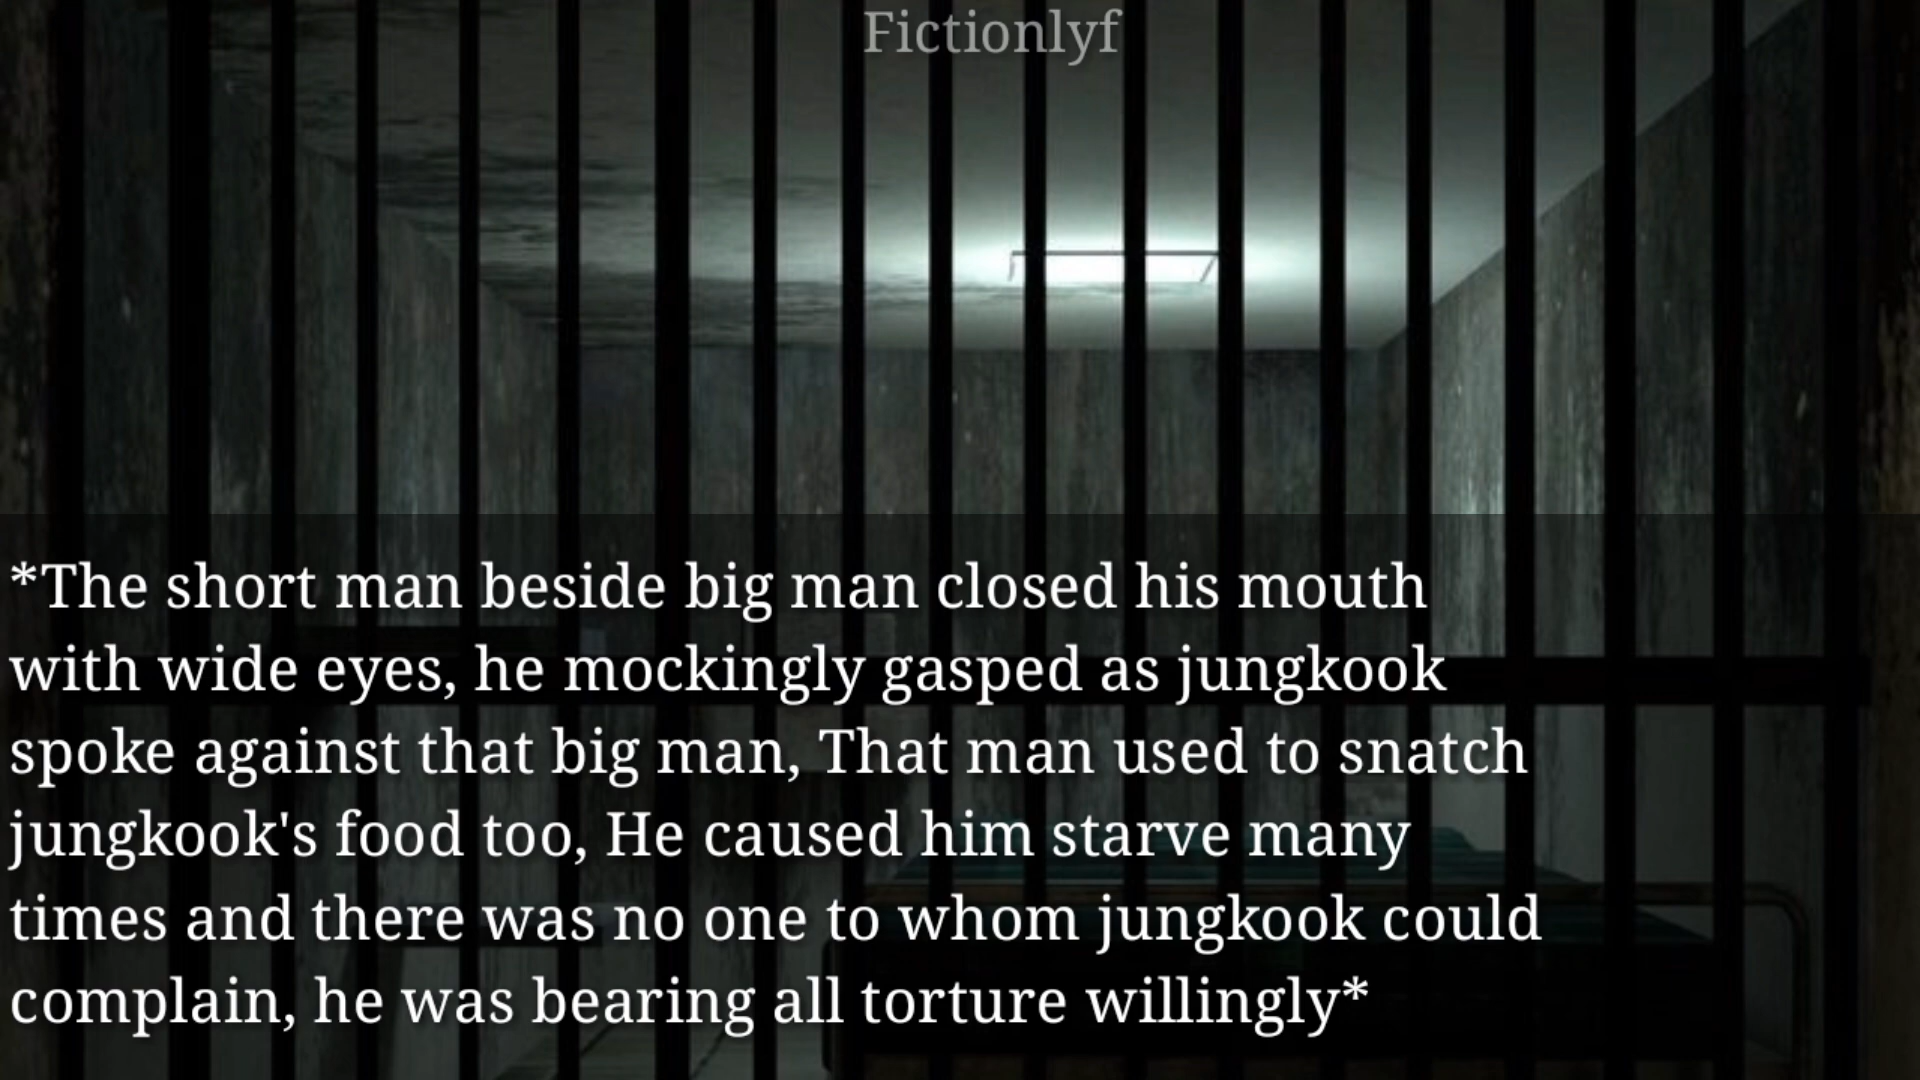 Fictionlyf
*The short man beside big man closed his mouth
with wide eyes, he mockingly gasped as jungkook
spoke against that big man, That man used to snatch
jungkook's food too, He caused him starve many
times and there was no one to whom jungkook could
complain, he was bearing all torture willingly*